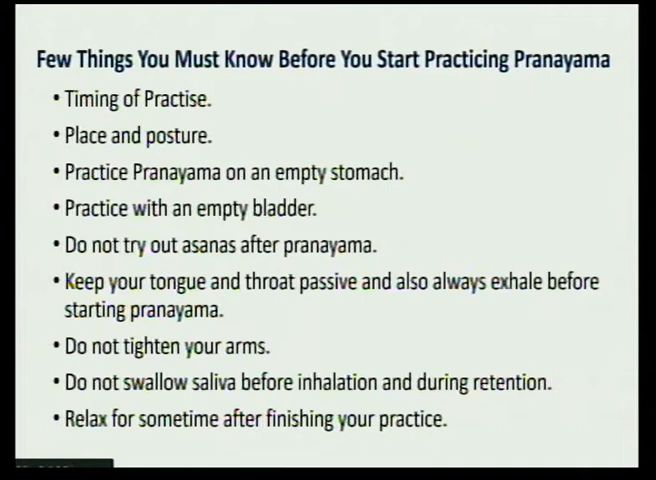 Few Things You Must Know Before You Start Practicing Pranayama
• Timing of Practise.
• Place and posture.
• Practice Pranayama on an empty stomach.
• Practice with an empty bladder.
• Do not try out asanas after pranayama.
• Keep your tongue and throat passive and also always exhale before
starting pranayama.
• Do not tighten your arms.
• Do not swallow saliva before inhalation and during retention.
• Relax for sometime after finishing your practice.